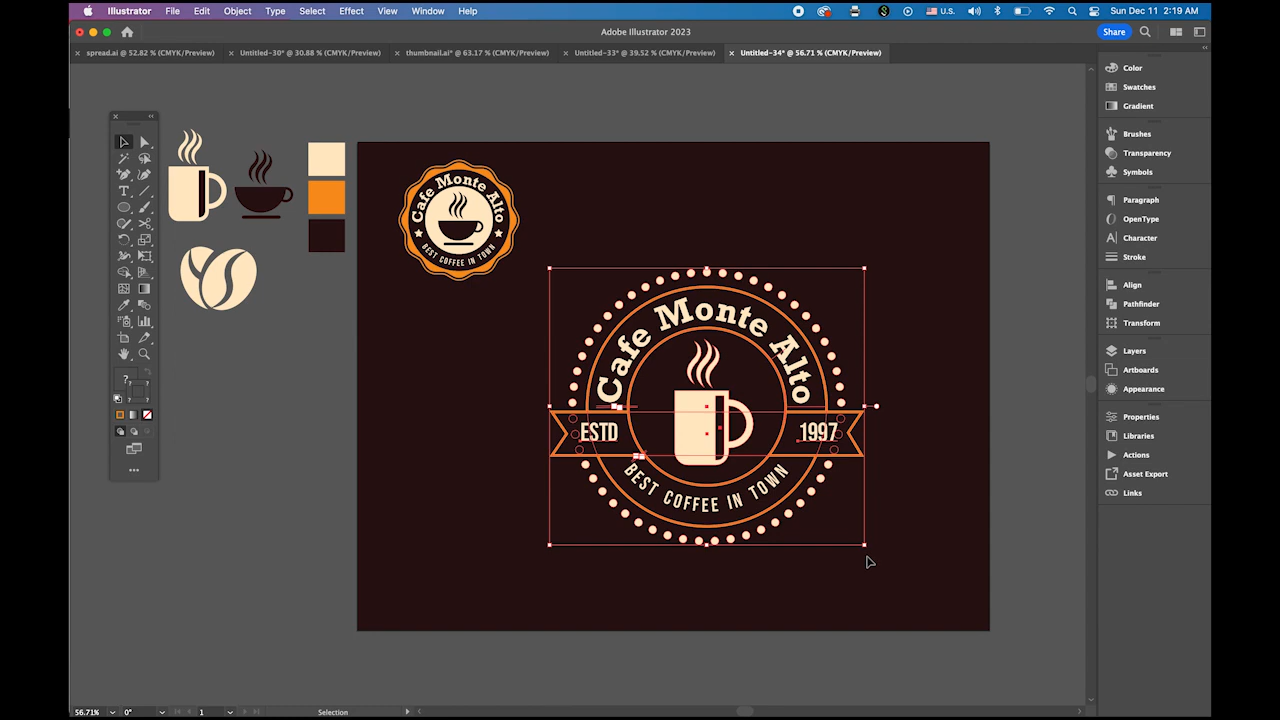 Illustrator File Edit Object Type Select Effect View Window Help
U.S. Sun Dec 11 2:19 AM
Adobe Illustrator 2023
Share
spread.ai @ 52.82 % (CMYK/Preview)
Untitled-30* @ 30.88 % (CMYK/Preview)
thumbnail.ai* @ 63.17 % (CMYK/Preview)
Untitled-33* @ 39.52 % (CMYK/Preview)
Untitled-34* @ 56.71 % (CMYK/Preview)
Cafe Monte Alto
BEST COFFEE IN TOWN
Cafe Monte Alto
ESTD
1997
BEST COFFEE IN TOWN
Color
Swatches
Gradient
Brushes
Transparency
Symbols
Paragraph
OpenType
Character
Stroke
Align
Pathfinder
Transform
Layers
Artboards
Appearance
Properties
Libraries
Actions
Asset Export
Links
56.71% 0° 1 Selection